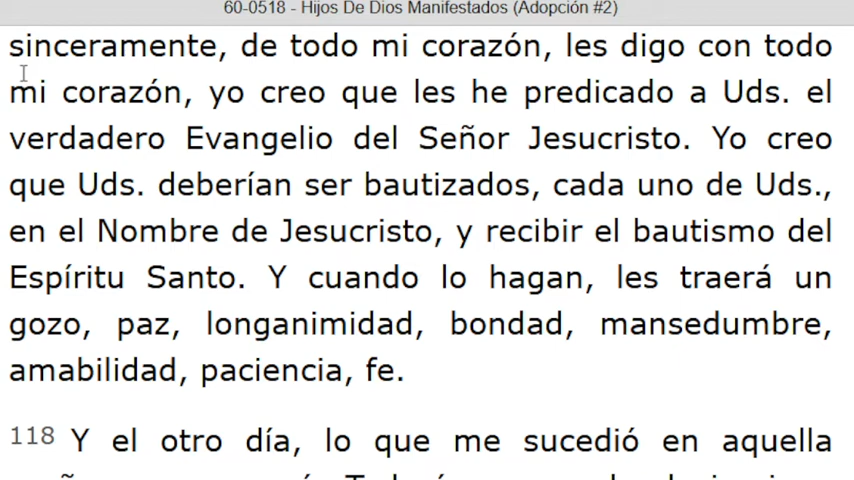 60-0518 - Hijos De Dios Manifestados (Adopción #2)
sinceramente, de todo mi corazón, les digo con todo
mi corazón, yo creo que les he predicado a Uds. el
verdadero Evangelio del Señor Jesucristo. Yo creo
que Uds. deberían ser bautizados, cada uno de Uds.,
en el Nombre de Jesucristo, y recibir el bautismo del
Espíritu Santo. Y cuando lo hagan, les traerá un
gozo, paz, longanimidad, bondad, mansedumbre,
amabilidad, paciencia, fe.
118 Y el otro día, lo que me sucedió en aquella